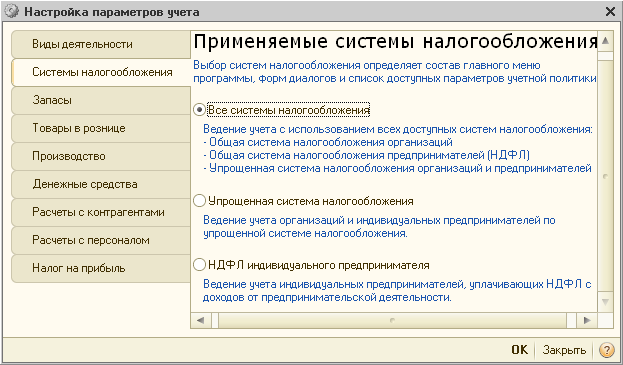 Настройка параметров учета
Виды деятельности
Системы налогообложения
Запасы
Товары в рознице
Производство
Денежные средства
Расчеты с контрагентами
Расчеты с персоналом
Налог на прибыль
Применяемые системы налогообложения
Выбор систем налогообложения определяет состав главного меню
программы, форм диалогов и список доступных параметров учетной политики
Все системы налогообложения
Ведение учета с использованием всех доступных систем налогообложения:
- Общая система налогообложения организаций
- Общая система налогообложения предпринимателей (НДФЛ)
- Упрощенная система налогообложения организаций и предпринимателей
Упрощенная система налогообложения
Ведение учета организаций и индивидуальных предпринимателей по
упрощенной системе налогообложения.
НДФЛ индивидуального предпринимателя
Ведение учета индивидуальных предпринимателей, уплачивающих НДФЛ с
доходов от предпринимательской деятельности.
OK
Закрыть
?